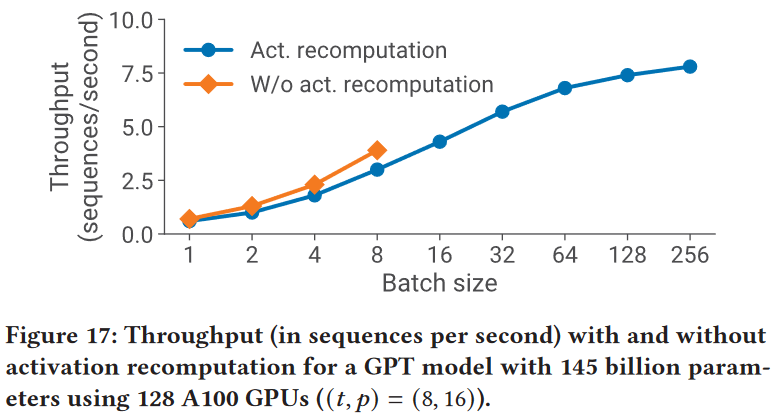 Throughput
(sequences/second)
10.0
7.5
5.0
2.5
0.0
Act. recomputation
W/o act. recomputation
1 2 4 8 16 32 64 128 256
Batch size
Figure 17: Throughput (in sequences per second) with and without
activation recomputation for a GPT model with 145 billion param-
eters using 128 A100 GPUs ((t, p) = (8, 16)).